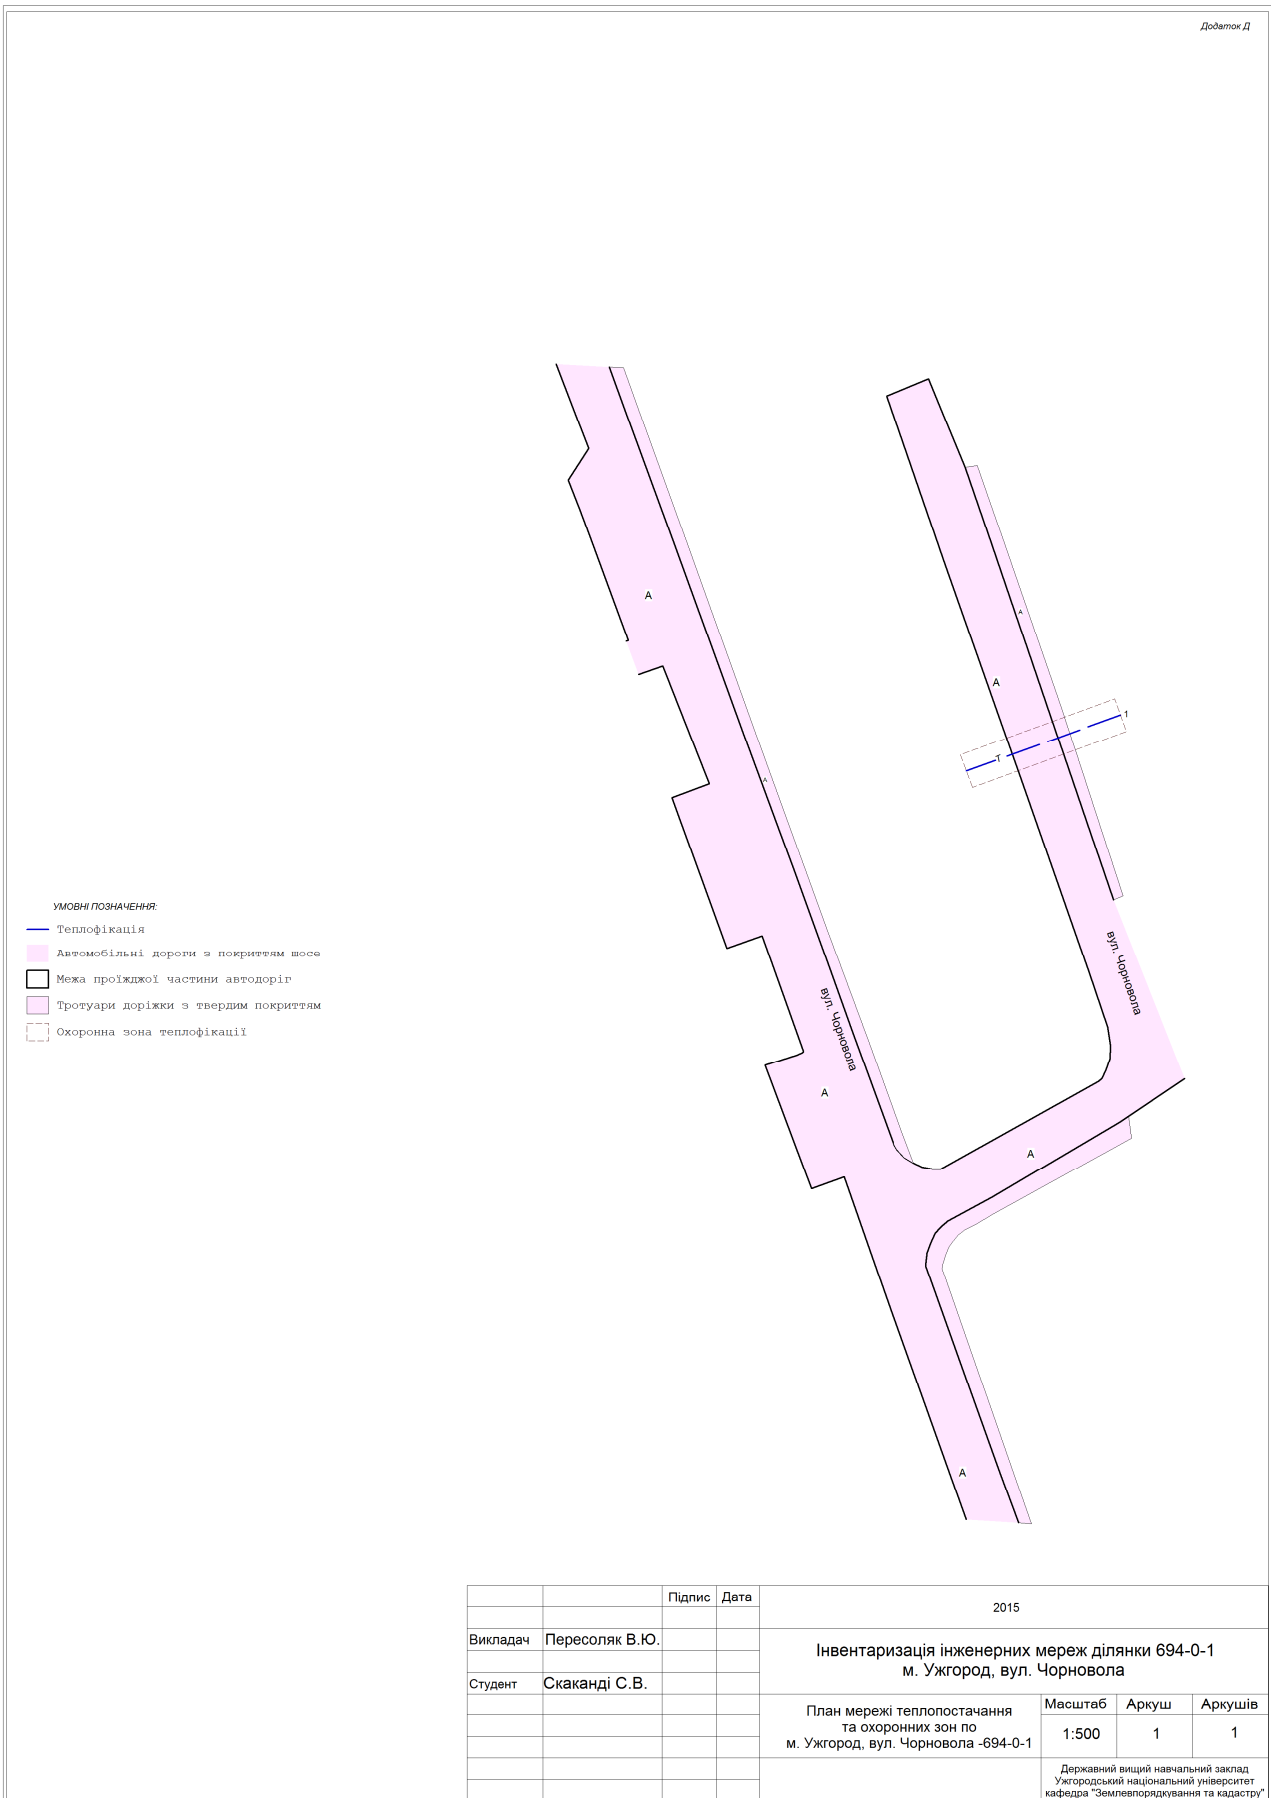 Додаток Д
А
А
А
Т
1
А
УМОВНІ ПОЗНАЧЕННЯ:
Теплофікація
Автомобільні дороги з покриттям шосе
Межа проїжджої частини автодоріг
Тротуари доріжки з твердим покриттям
Охоронна зона теплофікації
вул. Чорновола
вул. Чорновола
А
А
А
Підпис Дата
2015
Викладач Пересоляк В.Ю.
Інвентаризація інженерних мереж ділянки 694-0-1
м. Ужгород, вул. Чорновола
Студент Скаканді С.В.
План мережі теплопостачання
та охоронних зон по
м. Ужгород, вул. Чорновола -694-0-1
Масштаб Аркуш Аркушів
1:500 1 1
Державний вищий навчальний заклад
Ужгородський національний університет
кафедра "Землевпорядкування та кадастру"